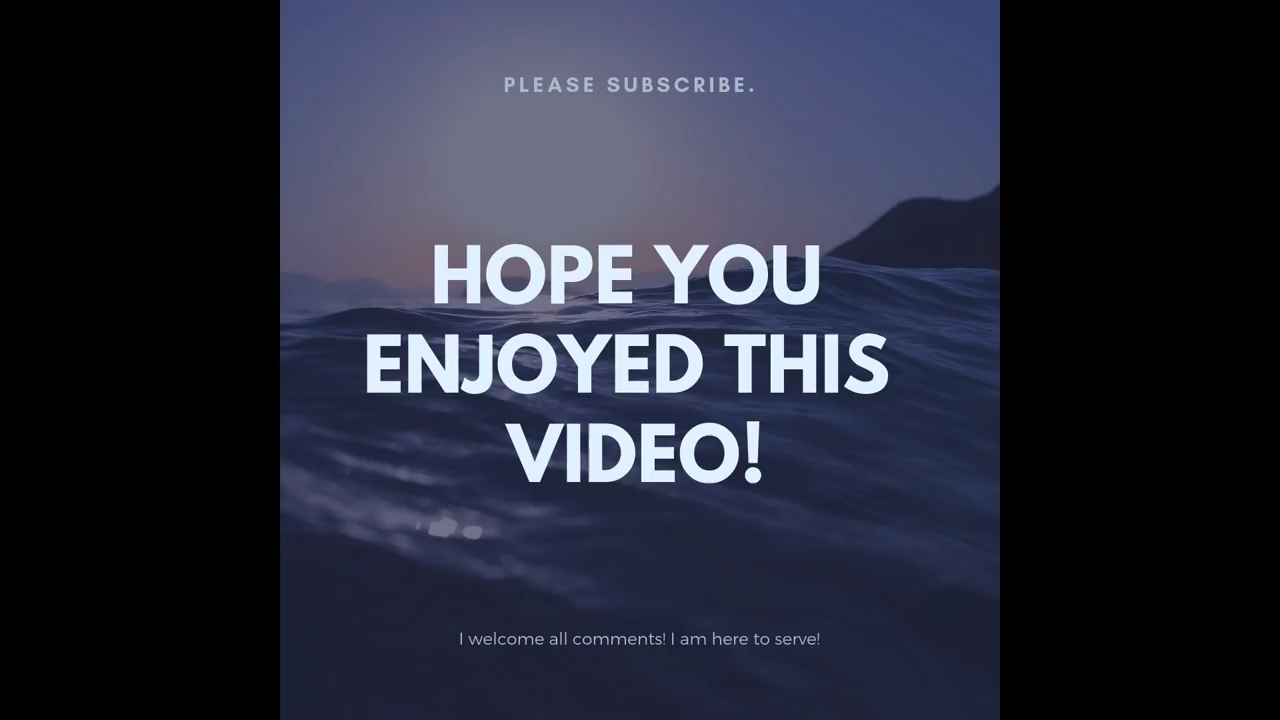 PLEASE SUBSCRIBE.
HOPE YOU
ENJOYED THIS
VIDEO!
I welcome all comments! I am here to serve!